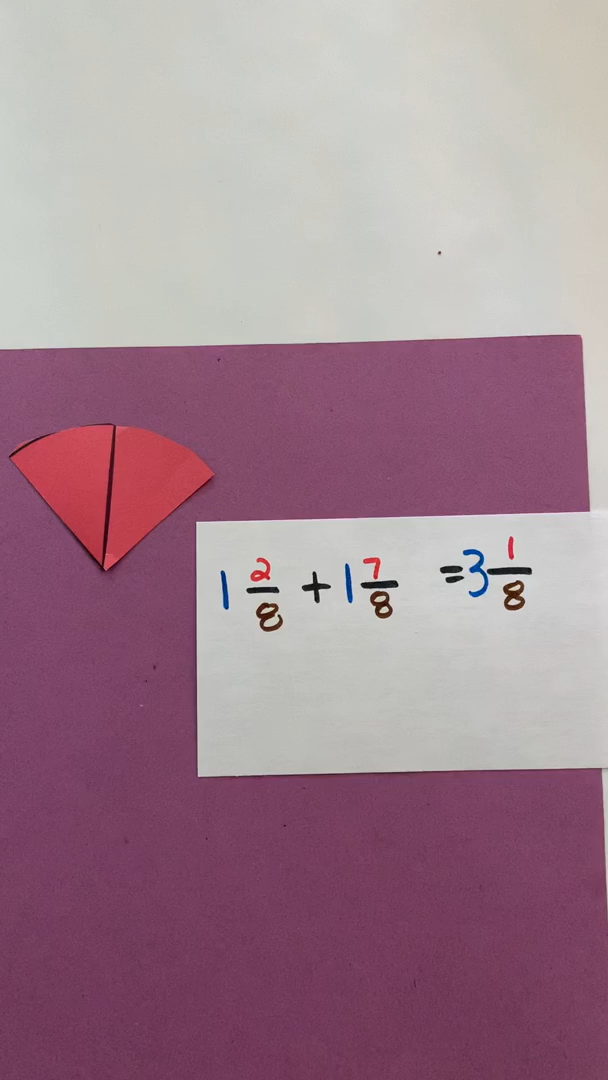 1 2/8 + 1 7/8 = 3 1/8